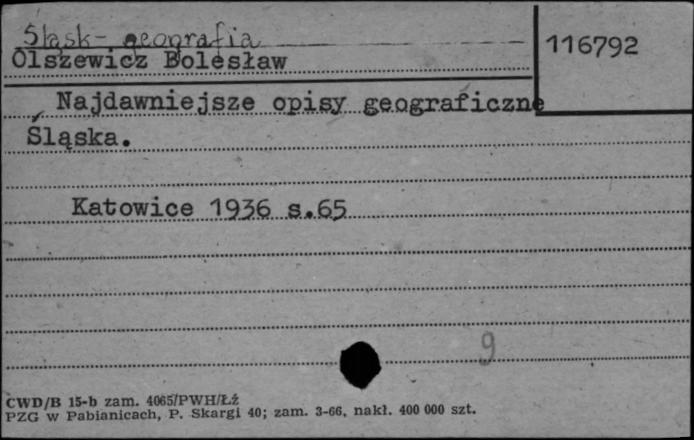 Śląsk - geografia
116792
Olszewicz Bolesław
Najdawniejsze opisy geograficzne
Śląska.
Katowice 1936 s.65
9
CWD/B 15-b zam. 4065/PWH/Łź
PZG w Pabianicach, P. Skargi 40; zam. 3-66, nakł. 400 000 szt.